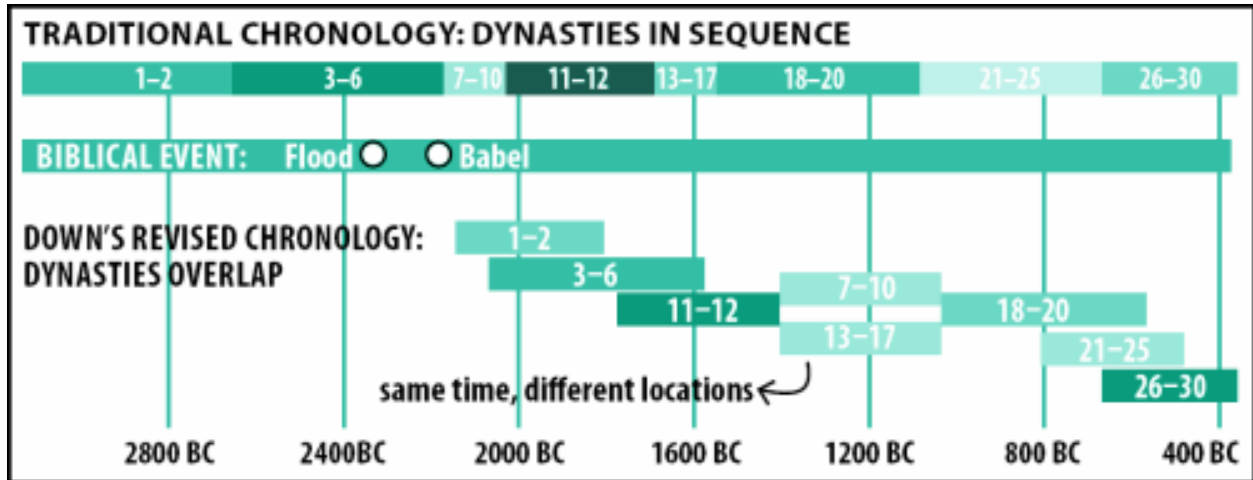 TRADITIONAL CHRONOLOGY: DYNASTIES IN SEQUENCE
1–2 3–6 7–10 11–12 13–17 18–20 21–25 26–30
BIBLICAL EVENT: Flood Babel
DOWN'S REVISED CHRONOLOGY:
DYNASTIES OVERLAP
1–2
3–6
7–10
11–12
18–20
13–17
21–25
same time, different locations
26–30
2800 BC 2400BC 2000 BC 1600 BC 1200 BC 800 BC 400 BC